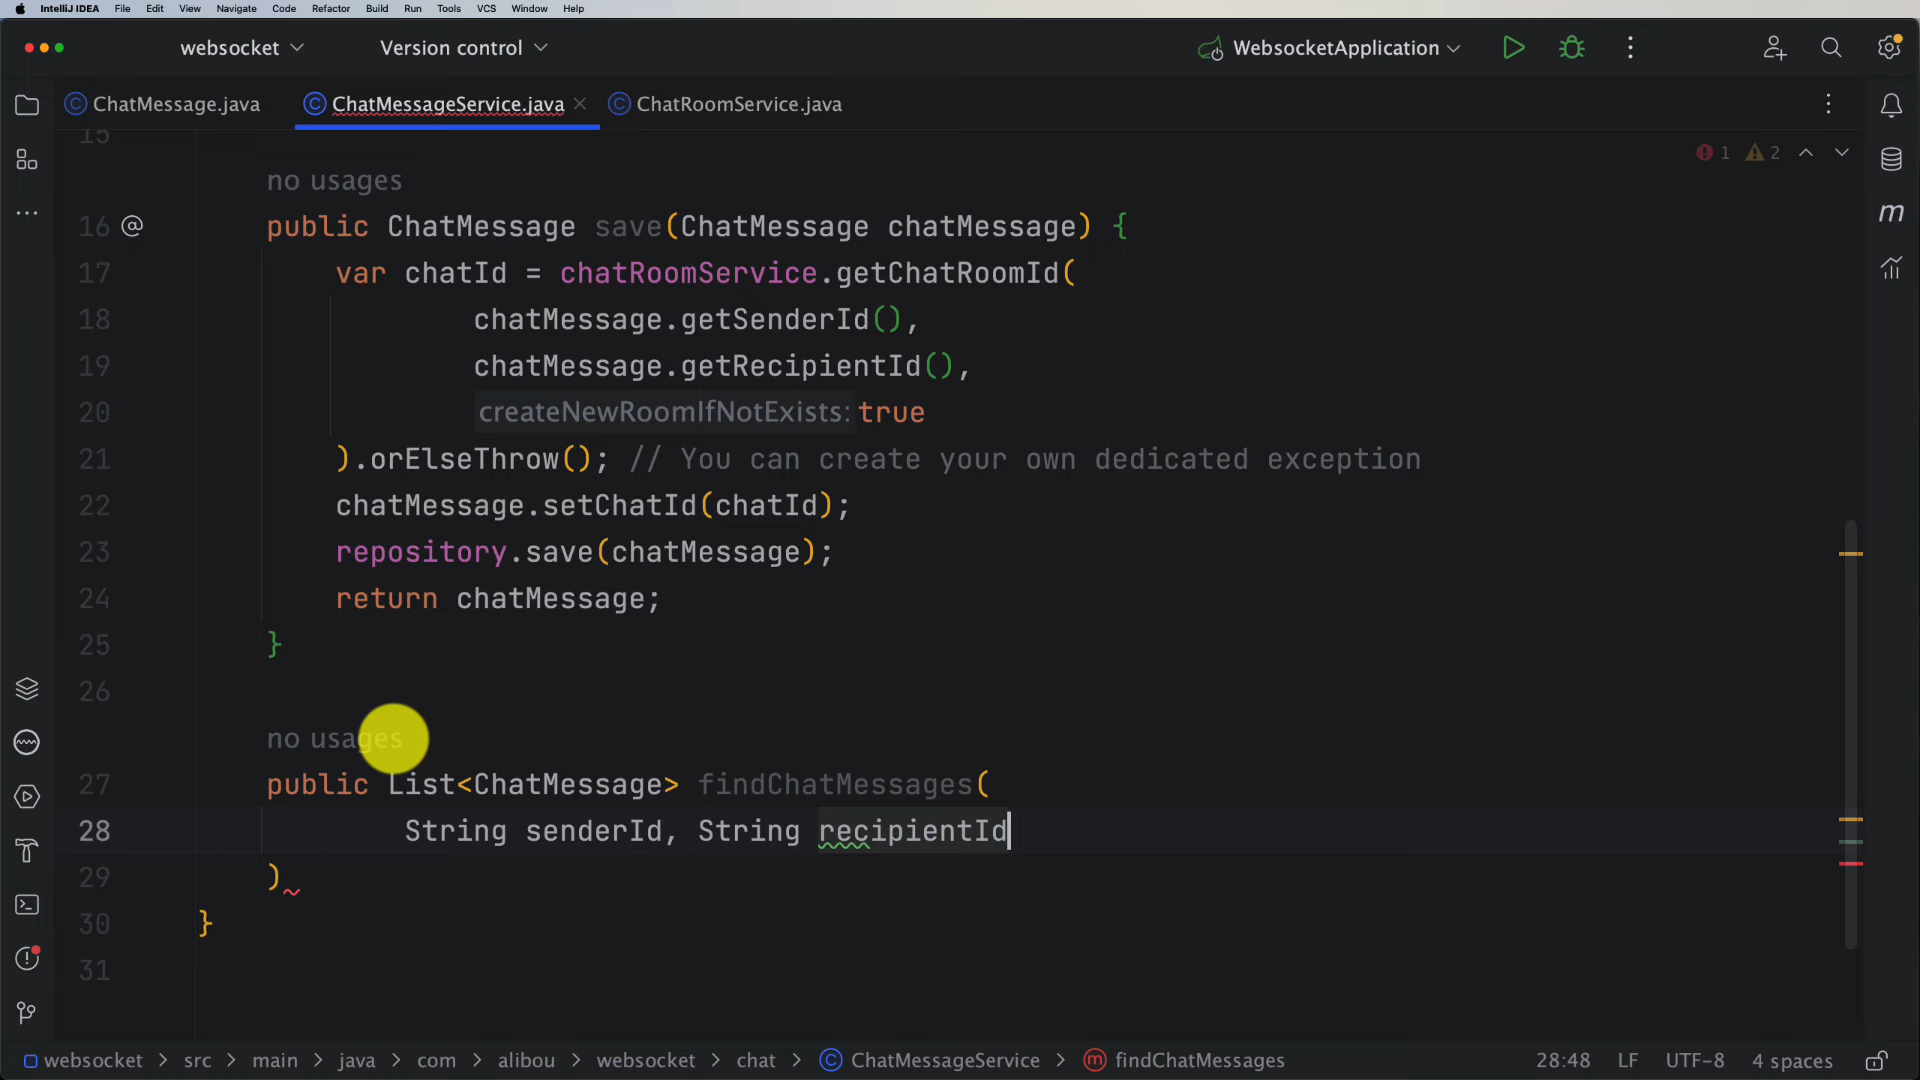 IntelliJ IDEA File Edit View Navigate Code Refactor Build Run Tools VCS Window Help
websocket Version control WebsocketApplication
ChatMessage.java ChatMessageService.java ChatRoomService.java
15
1 2
no usages
16 @ public ChatMessage save(ChatMessage chatMessage) {
17 var chatId = chatRoomService.getChatRoomId(
18 chatMessage.getSenderId(),
19 chatMessage.getRecipientId(),
20 createNewRoomIfNotExists: true
21 ).orElseThrow(); // You can create your own dedicated exception
22 chatMessage.setChatId(chatId);
23 repository.save(chatMessage);
24 return chatMessage;
25 }
26
no usages
27 public List<ChatMessage> findChatMessages(
28 String senderId, String recipientId
29 )
30 }
31
websocket > src > main > java > com > alibou > websocket > chat > ChatMessageService > findChatMessages 28:48 LF UTF-8 4 spaces